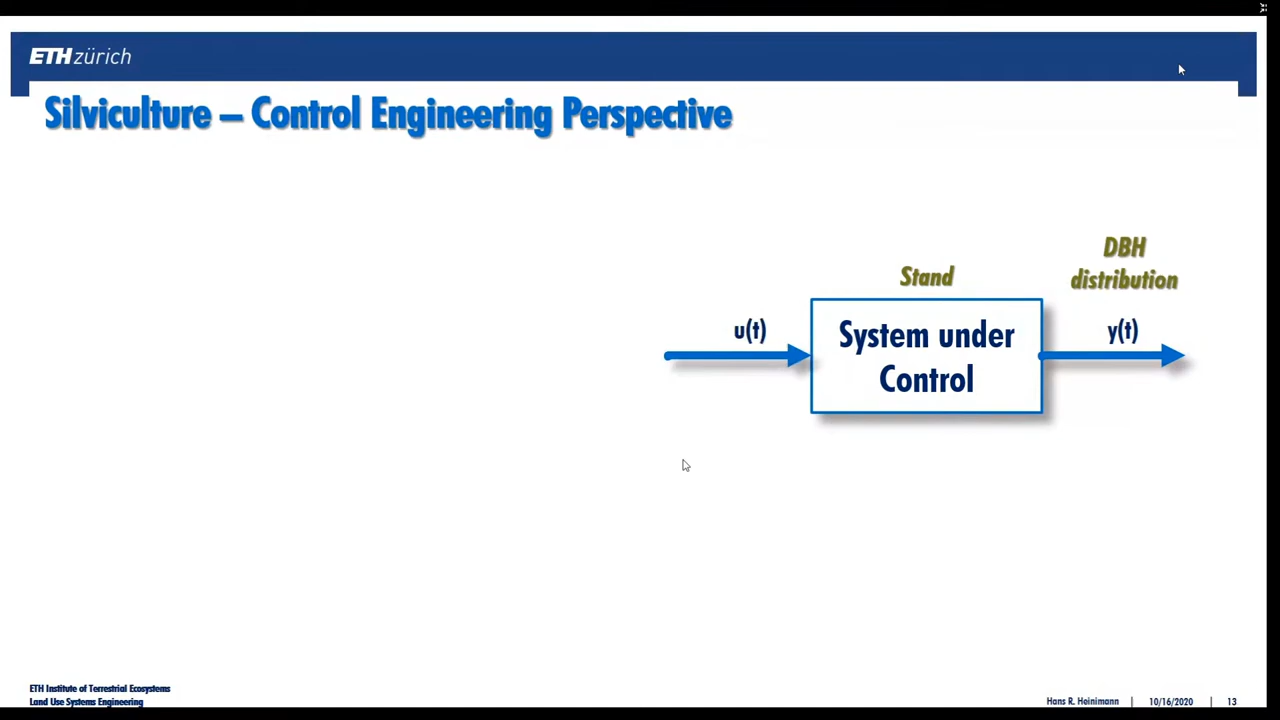 ETH zürich
Silviculture – Control Engineering Perspective
DBH
distribution
Stand
u(t)
System under
Control
y(t)
ETH Institute of Terrestrial Ecosystems
Land Use Systems Engineering
Hans R. Heinimann | 10/16/2020 | 13